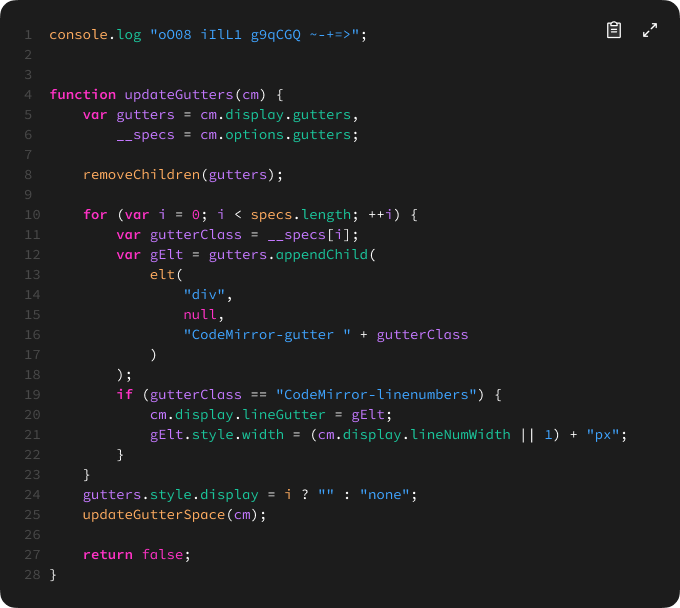 1 console.log "oO08 iIlL1 g9qCGQ ~-+=>";
2
3
4 function updateGutters(cm) {
5     var gutters = cm.display.gutters,
6         __specs = cm.options.gutters;
7
8     removeChildren(gutters);
9
10     for (var i = 0; i < specs.length; ++i) {
11         var gutterClass = __specs[i];
12         var gElt = gutters.appendChild(
13             elt(
14                 "div",
15                 null,
16                 "CodeMirror-gutter " + gutterClass
17             )
18         );
19         if (gutterClass == "CodeMirror-linenumbers") {
20             cm.display.lineGutter = gElt;
21             gElt.style.width = (cm.display.lineNumWidth || 1) + "px";
22         }
23     }
24     gutters.style.display = i ? "" : "none";
25     updateGutterSpace(cm);
26
27     return false;
28 }